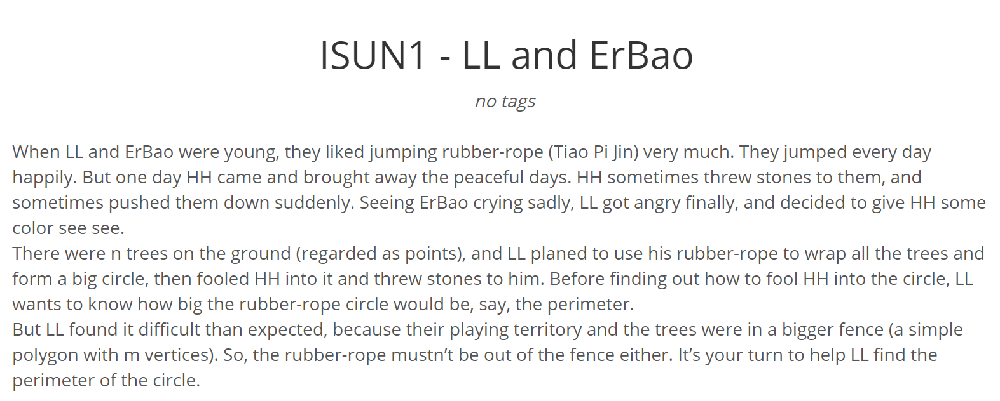 ISUN1 - LL and ErBao
no tags
When LL and ErBao were young, they liked jumping rubber-rope (Tiao Pi Jin) very much. They jumped every day
happily. But one day HH came and brought away the peaceful days. HH sometimes threw stones to them, and
sometimes pushed them down suddenly. Seeing ErBao crying sadly, LL got angry finally, and decided to give HH some
color see see.
There were n trees on the ground (regarded as points), and LL planed to use his rubber-rope to wrap all the trees and
form a big circle, then fooled HH into it and threw stones to him. Before finding out how to fool HH into the circle, LL
wants to know how big the rubber-rope circle would be, say, the perimeter.
But LL found it difficult than expected, because their playing territory and the trees were in a bigger fence (a simple
polygon with m vertices). So, the rubber-rope mustn’t be out of the fence either. It’s your turn to help LL find the
perimeter of the circle.